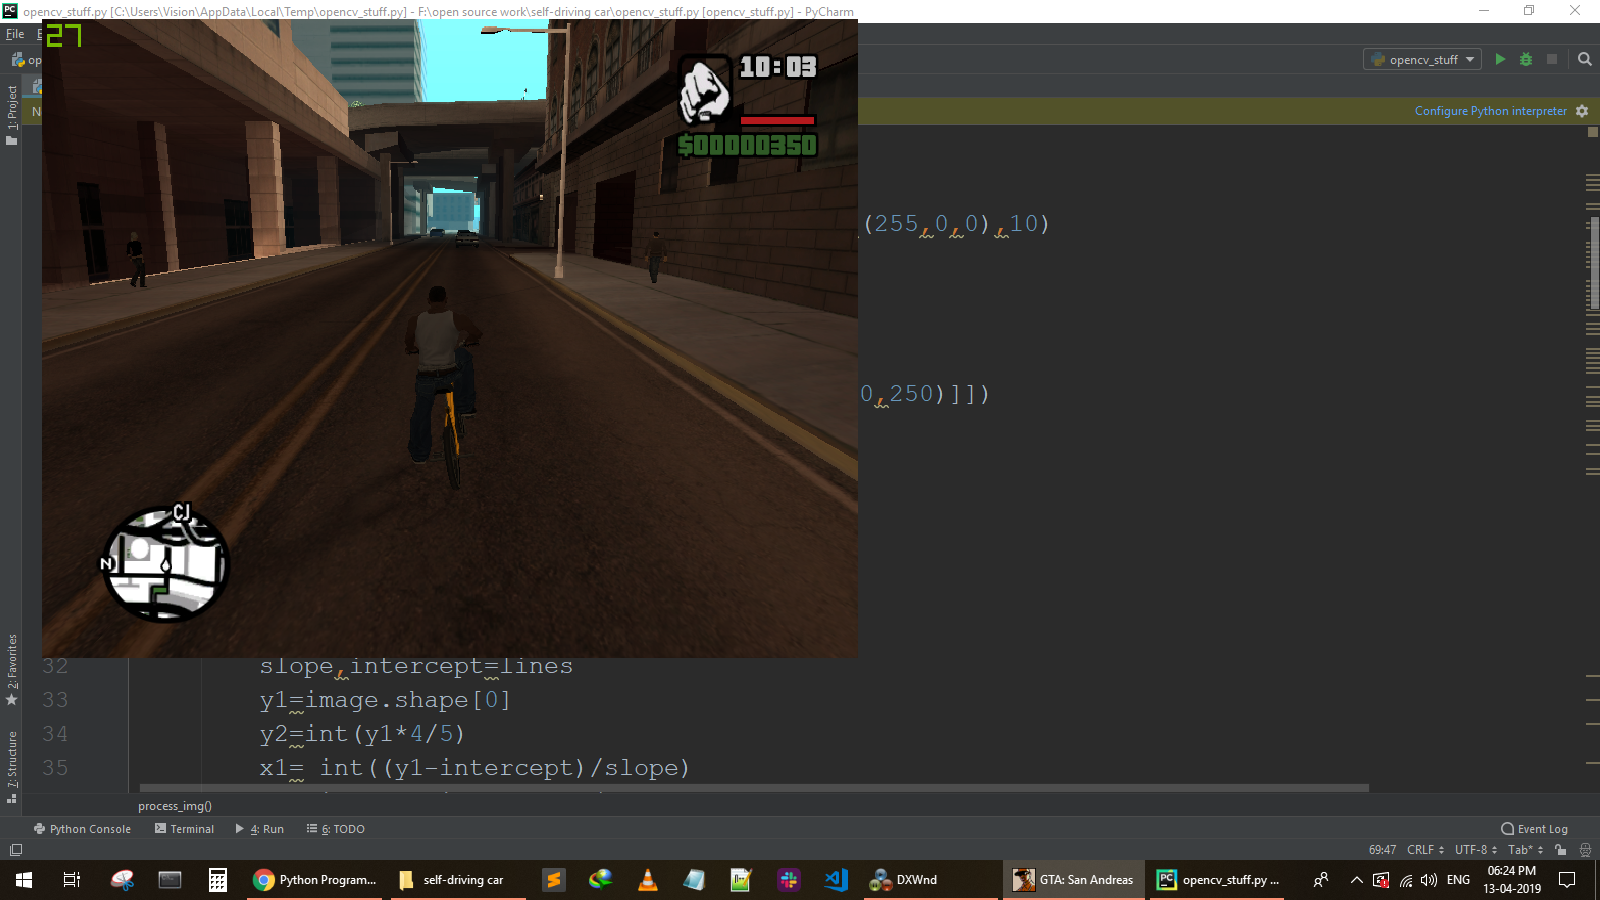 PC opencv_stuff.py [C:\Users\Vision\AppData\Local\Temp\opencv_stuff.py] - F:\open source work\self-driving car\opencv_stuff.py [opencv_stuff.py] - PyCharm
File
27
opencv_stuff
10:03
$00000350
Configure Python interpreter
1: Project
(255,0,0),10)
0,250)]])
CJ
N
2: Favorites
7: Structure
32 slope,intercept=lines
33 y1=image.shape[0]
34 y2=int(y1*4/5)
35 x1= int((y1-intercept)/slope)
process_img()
Python Console
Terminal
4: Run
6: TODO
Event Log
69:47 CRLF UTF-8 Tab*
Python Program...
self-driving car
DXWnd
GTA: San Andreas
PC opencv_stuff.py ...
ENG
06:24 PM
13-04-2019